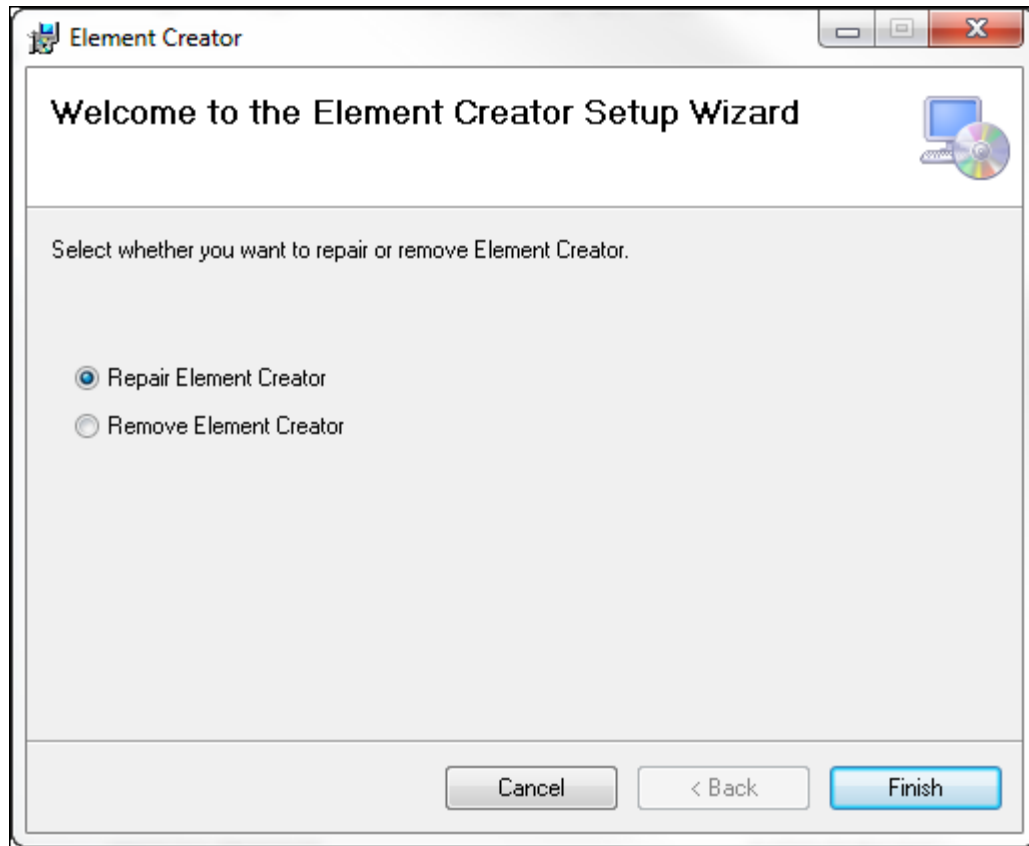 Element Creator
Welcome to the Element Creator Setup Wizard
Select whether you want to repair or remove Element Creator.
Repair Element Creator
Remove Element Creator
Cancel
< Back
Finish